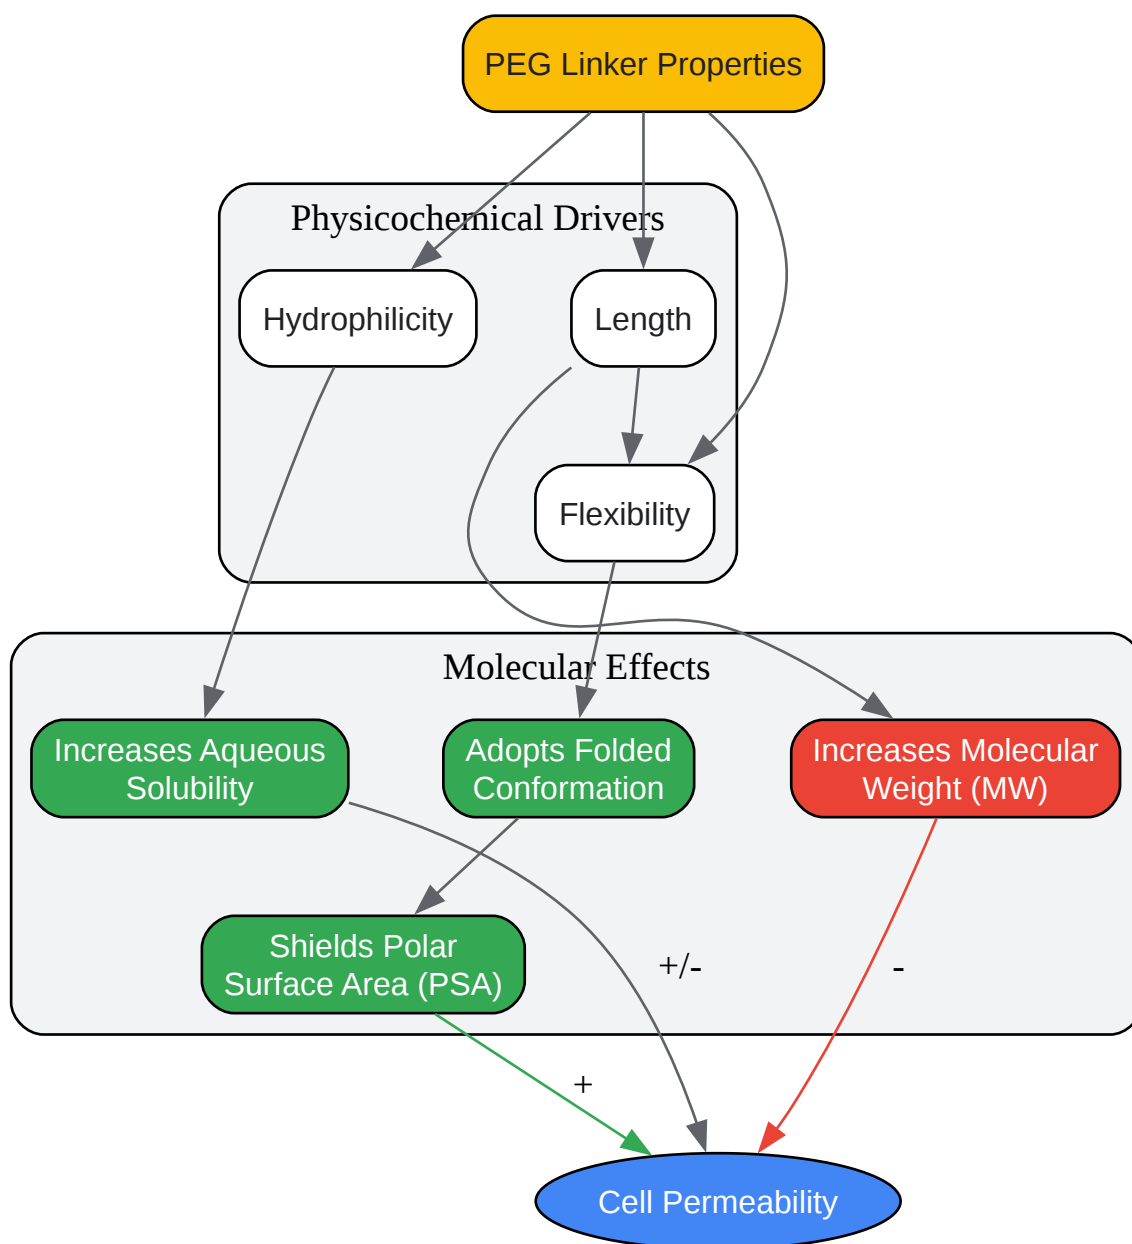 PEG Linker Properties
Physicochemical Drivers
Hydrophilicity
Length
Flexibility
Molecular Effects
Increases Aqueous
Solubility
Adopts Folded
Conformation
Increases Molecular
Weight (MW)
Shields Polar
Surface Area (PSA)
+/-
-
+
Cell Permeability